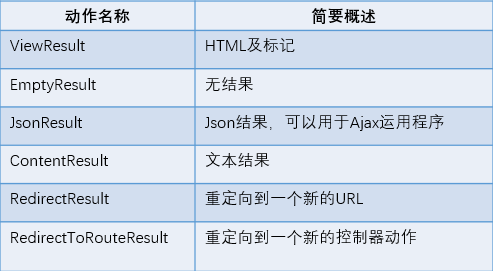 动作名称 简要概述
ViewResult HTML及标记
EmptyResult 无结果
JsonResult Json结果，可以用于Ajax运用程序
ContentResult 文本结果
RedirectResult 重定向到一个新的URL
RedirectToRouteResult 重定向到一个新的控制器动作